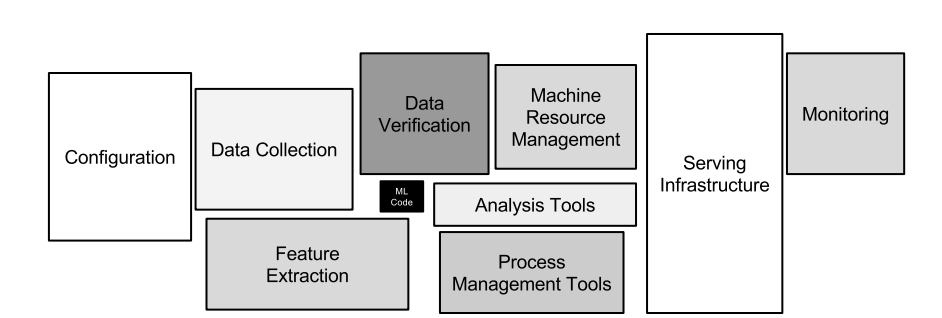 Configuration
Data Collection
Data
Verification
Machine
Resource
Management
Serving
Infrastructure
Monitoring
ML
Code
Analysis Tools
Feature
Extraction
Process
Management Tools